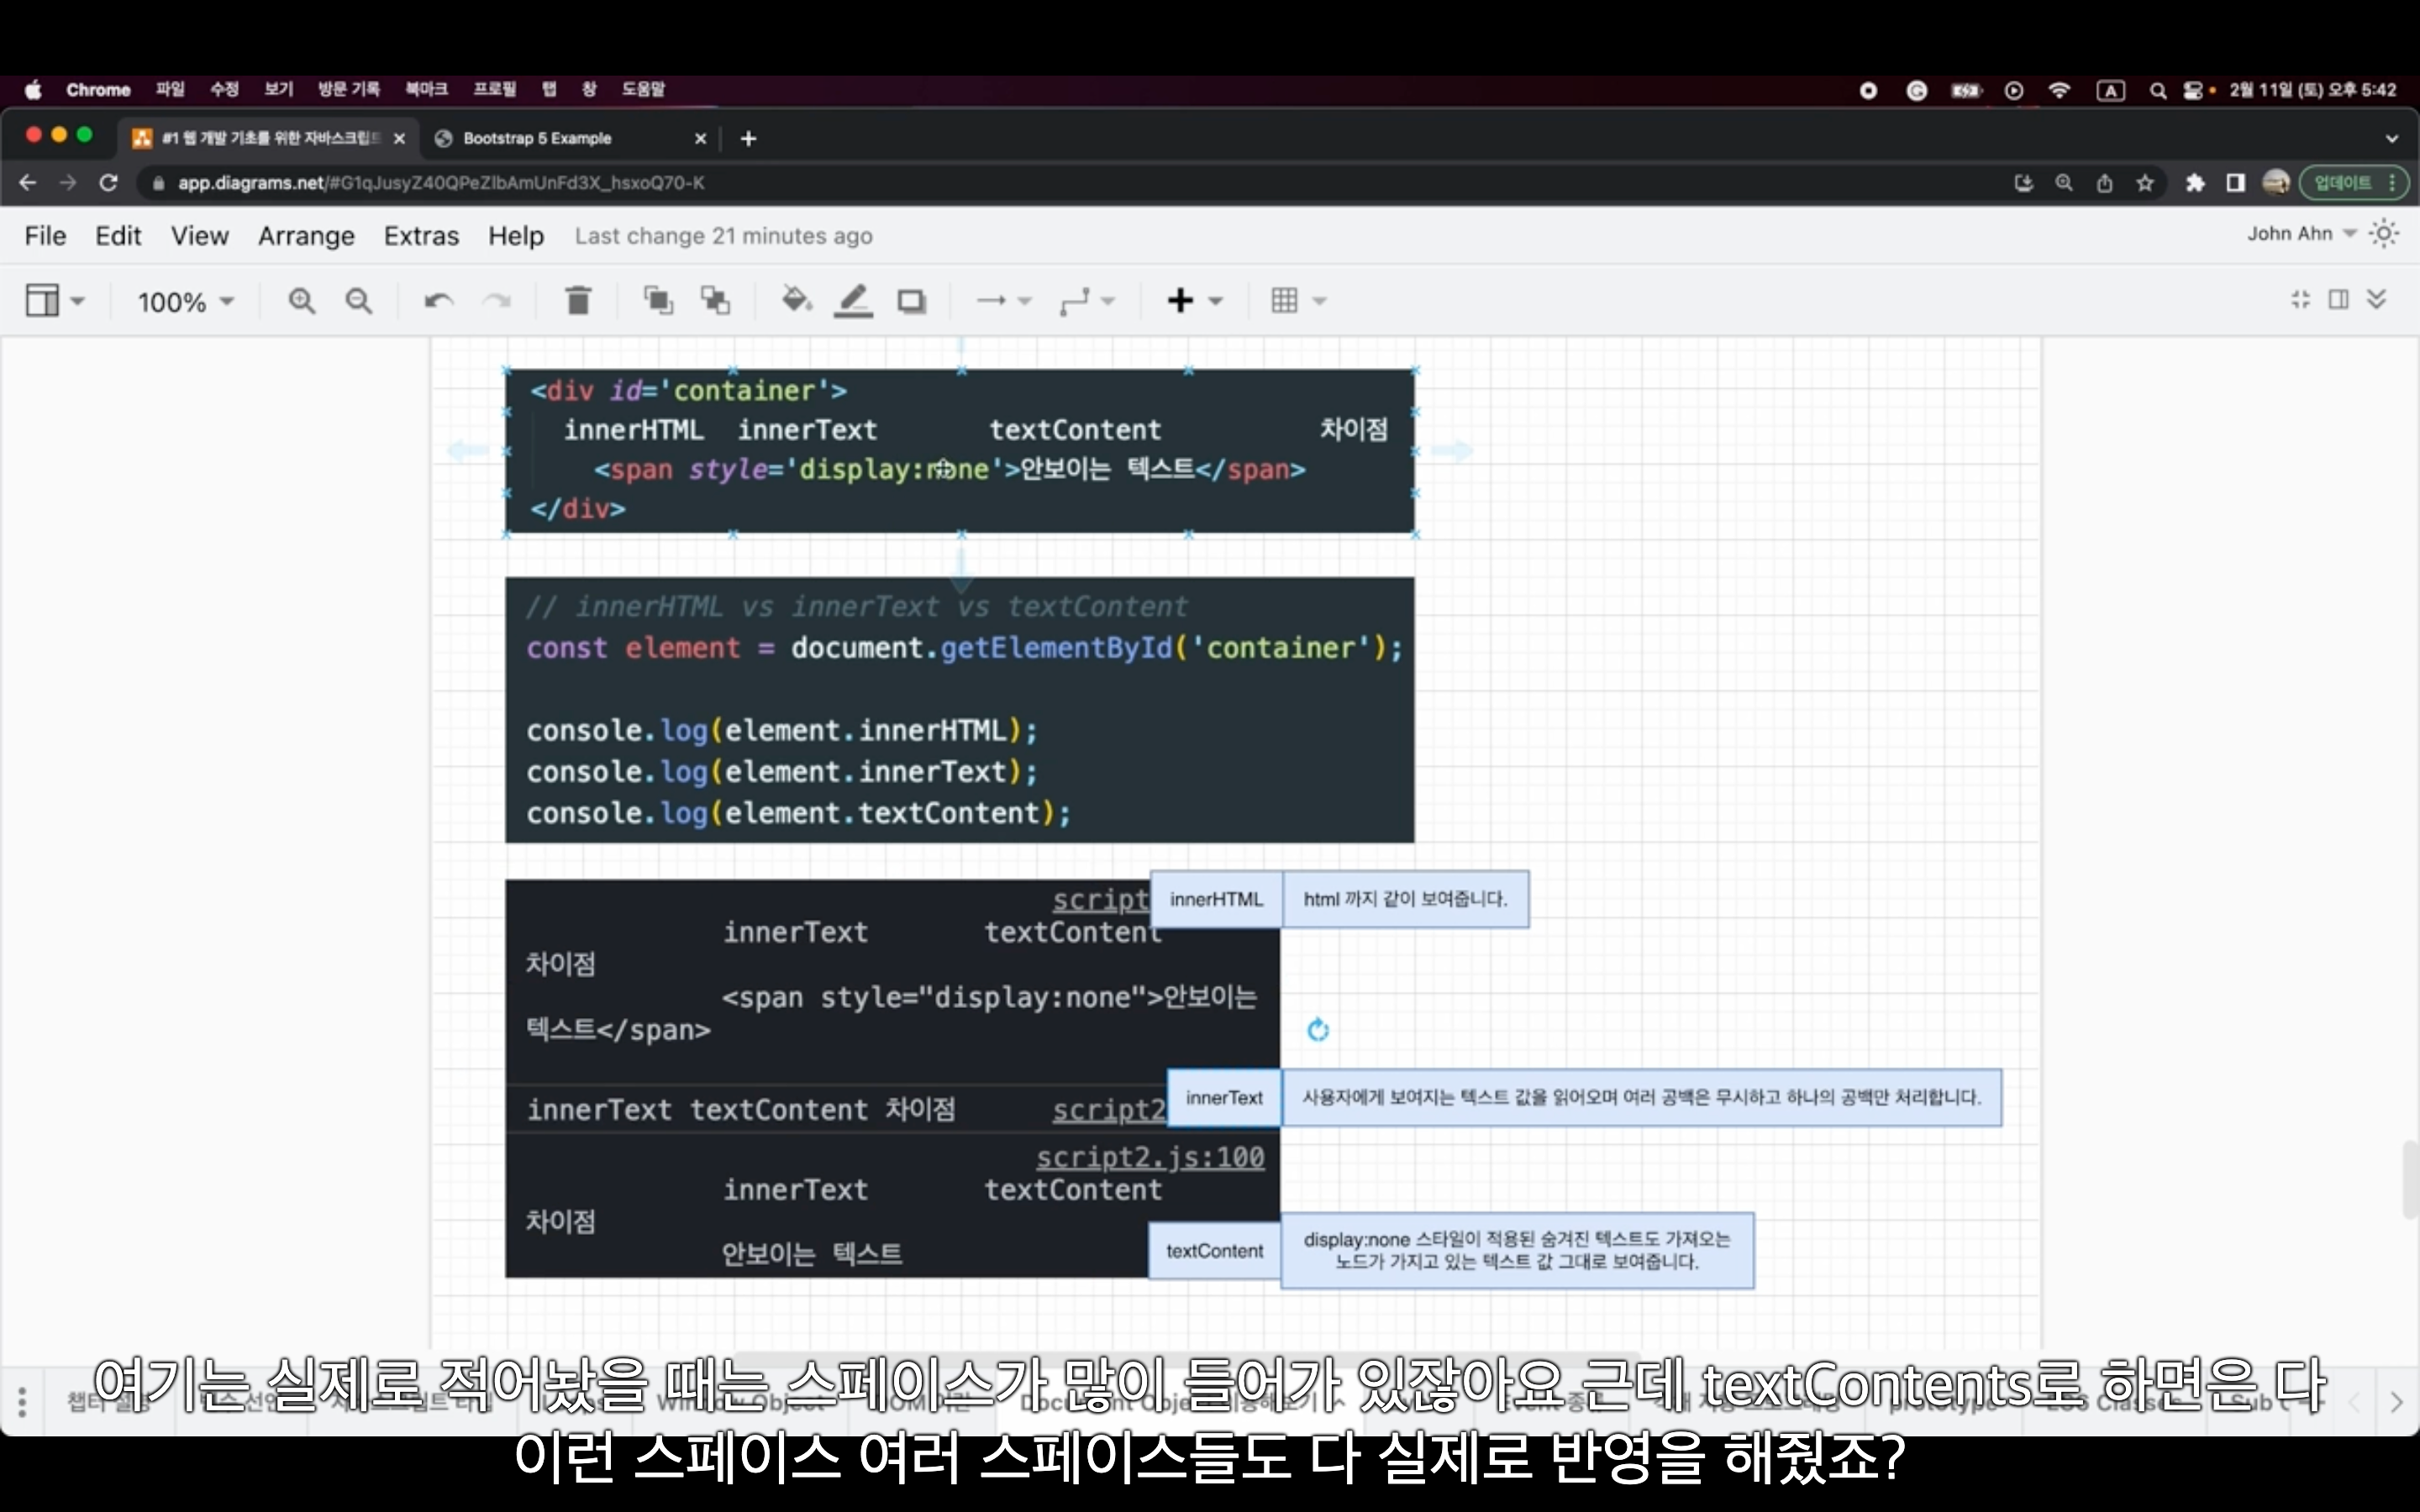 Chrome 파일 수정 보기 방문 기록 북마크 프로필 탭 창 도움말
A 2월 11일 (토) 오후 5:42
#1 웹 개발 기초를 위한 자바스크립트
Bootstrap 5 Example
app.diagrams.net/#G1qJusyZ40QPeZlbAmUnFd3X_hsxoQ70-K
업데이트
File Edit View Arrange Extras Help Last change 21 minutes ago
John Ahn
100%
<div id='container'>
innerHTML innerText textContent 차이점
<span style='display:none'>안보이는 텍스트</span>
</div>
// innerHTML vs innerText vs textContent
const element = document.getElementById('container');
console.log(element.innerHTML);
console.log(element.innerText);
console.log(element.textContent);
script
innerHTML html 까지 같이 보여줍니다.
innerText textContent
차이점
<span style="display:none">안보이는
텍스트</span>
innerText textContent 차이점 script2
innerText 사용자에게 보여지는 텍스트 값을 읽어오며 여러 공백은 무시하고 하나의 공백만 처리합니다.
script2.js:100
innerText textContent
차이점
안보이는 텍스트
textContent
display:none 스타일이 적용된 숨겨진 텍스트도 가져오는
노드가 가지고 있는 텍스트 값 그대로 보여줍니다.
여기는 실제로 적어놨을 때는 스페이스가 많이 들어가 있잖아요 근데 textContents로 하면은 다
이런 스페이스 여러 스페이스들도 다 실제로 반영을 해줬죠?